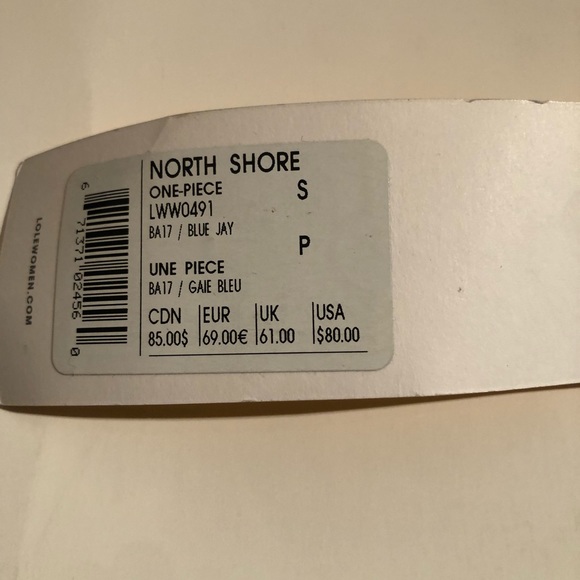 LOLEWOMEN.COM
6 71371 02456 0
NORTH SHORE
ONE-PIECE S
LWW0491
BA17 / BLUE JAY
P
UNE PIECE
BA17 / GAIE BLEU
CDN EUR UK USA
85.00$ 69.00€ 61.00 $80.00